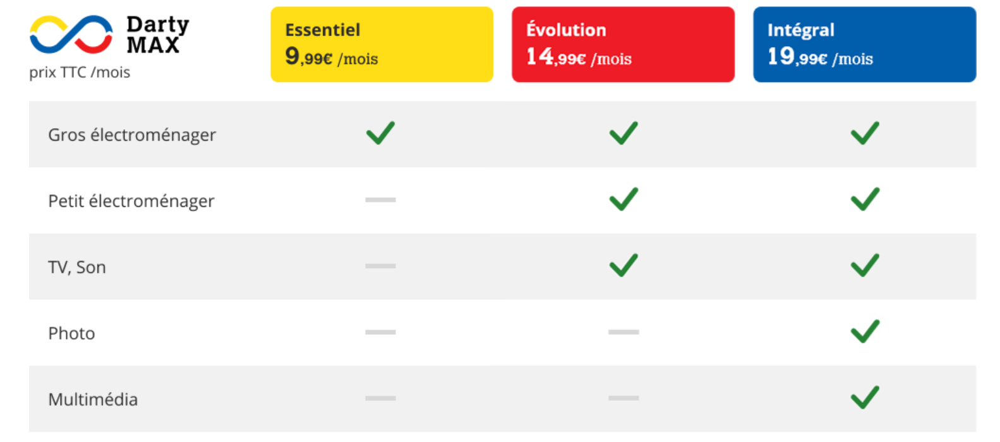 Darty
MAX
prix TTC /mois
Essentiel
9,99€ /mois
Évolution
14,99€ /mois
Intégral
19,99€ /mois
Gros électroménager
Petit électroménager
TV, Son
Photo
Multimédia